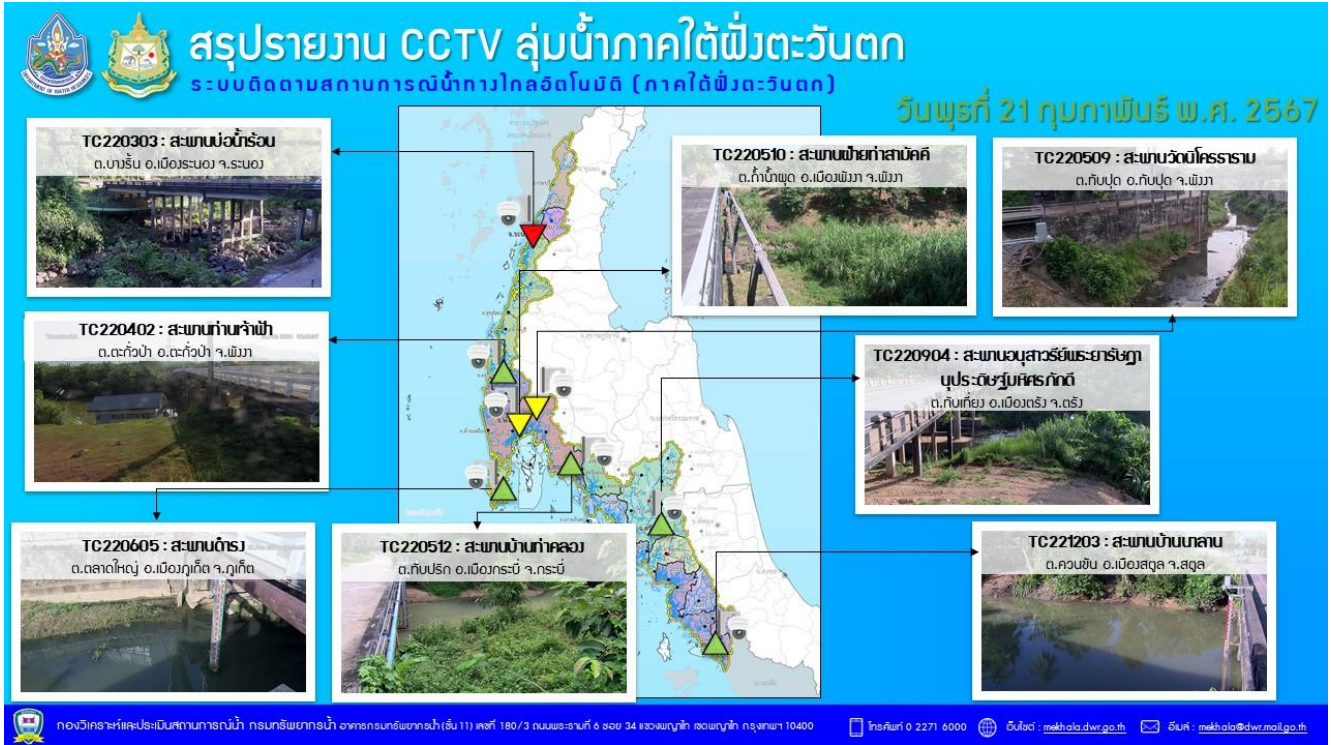 สรุปรายงาน CCTV ลุ่มน้ำภาคใต้ฝั่งตะวันตก
ระบบติดตามสถานการณ์น้ำทางไกลอัตโนมัติ (ภาคใต้ฝั่งตะวันตก)
วันพุธที่ 21 กุมภาพันธ์ พ.ศ. 2567
TC220303 : สะพานบ่อน้ำร้อน
ต.บางริ้น อ.เมืองระนอง จ.ระนอง
TC220510 : สะพานฝ่ายท่าสามัคคี
ต.ถ้ำน้ำผุด อ.เมืองพังงา จ.พังงา
TC220509 : สะพานวัดนิโครธาราม
ต.ทับปุด อ.ทับปุด จ.พังงา
TC220402 : สะพานท่านเจ้าฟ้า
ต.ตะกั่วป่า อ.ตะกั่วป่า จ.พังงา
TC220904 : สะพานอนุสาวรีย์พระยารัษฎา
นุประดิษฐ์มหิศรภักดี
ต.ทับเที่ยง อ.เมืองตรัง จ.ตรัง
TC220605 : สะพานดำรง
ต.ตลาดใหญ่ อ.เมืองภูเก็ต จ.ภูเก็ต
TC220512 : สะพานบ้านท่าคลอง
ต.ทับปริก อ.เมืองกระบี่ จ.กระบี่
TC221203 : สะพานบ้านนาลาน
ต.ควนขัน อ.เมืองสตูล จ.สตูล
กองวิเคราะห์และประเมินสถานการณ์น้ำ กรมทรัพยากรน้ำ อาคารกรมทรัพยากรน้ำ (ชั้น 11) เลขที่ 180/3 ถนนพระรามที่ 6 ซอย 34 แขวงพญาไท เขตพญาไท กรุงเทพฯ 10400
โทรศัพท์ 0 2271 6000
เว็บไซต์ : mekhala.dwr.go.th
อีเมล์ : mekhala@dwr.mail.go.th